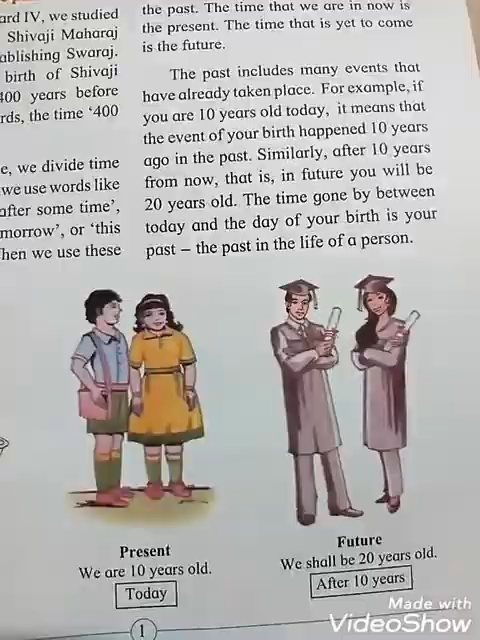 ard IV, we studied
Shivaji Maharaj
ablishing Swaraj.
birth of Shivaji
400 years before
rds, the time ‘400
e, we divide time
we use words like
after some time’,
morrow’, or ‘this
hen we use these
the past. The time that we are in now is
the present. The time that is yet to come
is the future.
The past includes many events that
have already taken place. For example, if
you are 10 years old today, it means that
the event of your birth happened 10 years
ago in the past. Similarly, after 10 years
from now, that is, in future you will be
20 years old. The time gone by between
today and the day of your birth is your
past – the past in the life of a person.
Present
We are 10 years old.
Today
Future
We shall be 20 years old.
After 10 years
1
Made with
VideoShow